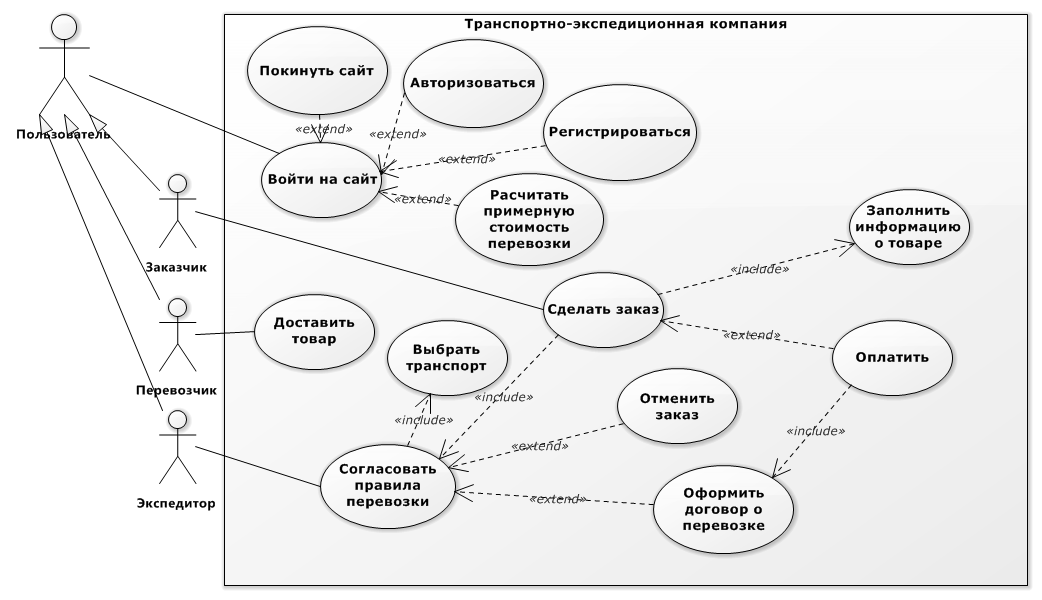 Транспортно-экспедиционная компания
Покинуть сайт
Авторизоваться
Регистрироваться
«extend»
«extend»
Пользователь
«extend»
Войти на сайт
«extend»
Расчитать
примерную
стоимость
перевозки
Заполнить
информацию
о товаре
Заказчик
«include»
Сделать заказ
Доставить
товар
«extend»
Выбрать
транспорт
Оплатить
Перевозчик
«include»
Отменить
заказ
«include»
«include»
«extend»
Согласовать
правила
перевозки
«extend»
Оформить
договор о
перевозке
Экспедитор